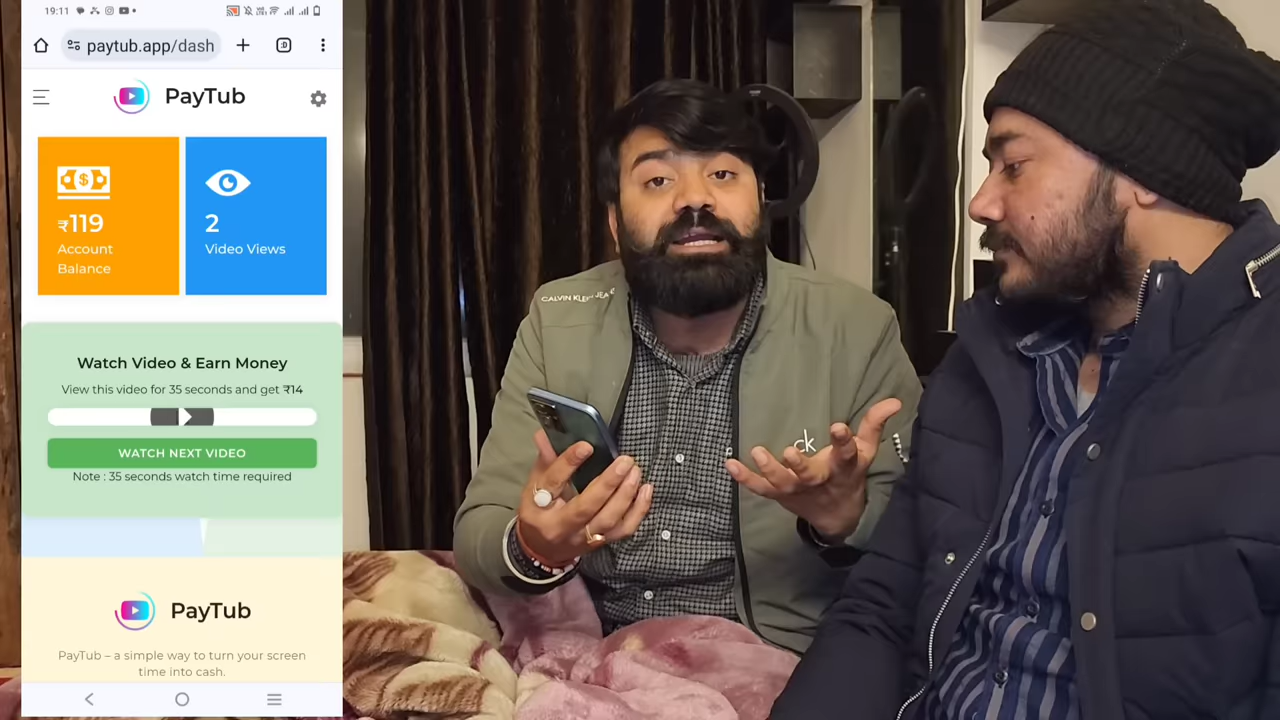 19:11
paytub.app/dash
PayTub
₹119
Account
Balance
2
Video Views
Watch Video & Earn Money
View this video for 35 seconds and get ₹14
WATCH NEXT VIDEO
Note : 35 seconds watch time required
PayTub
PayTub – a simple way to turn your screen
time into cash.
CALVIN KLEIN JEANS
ck